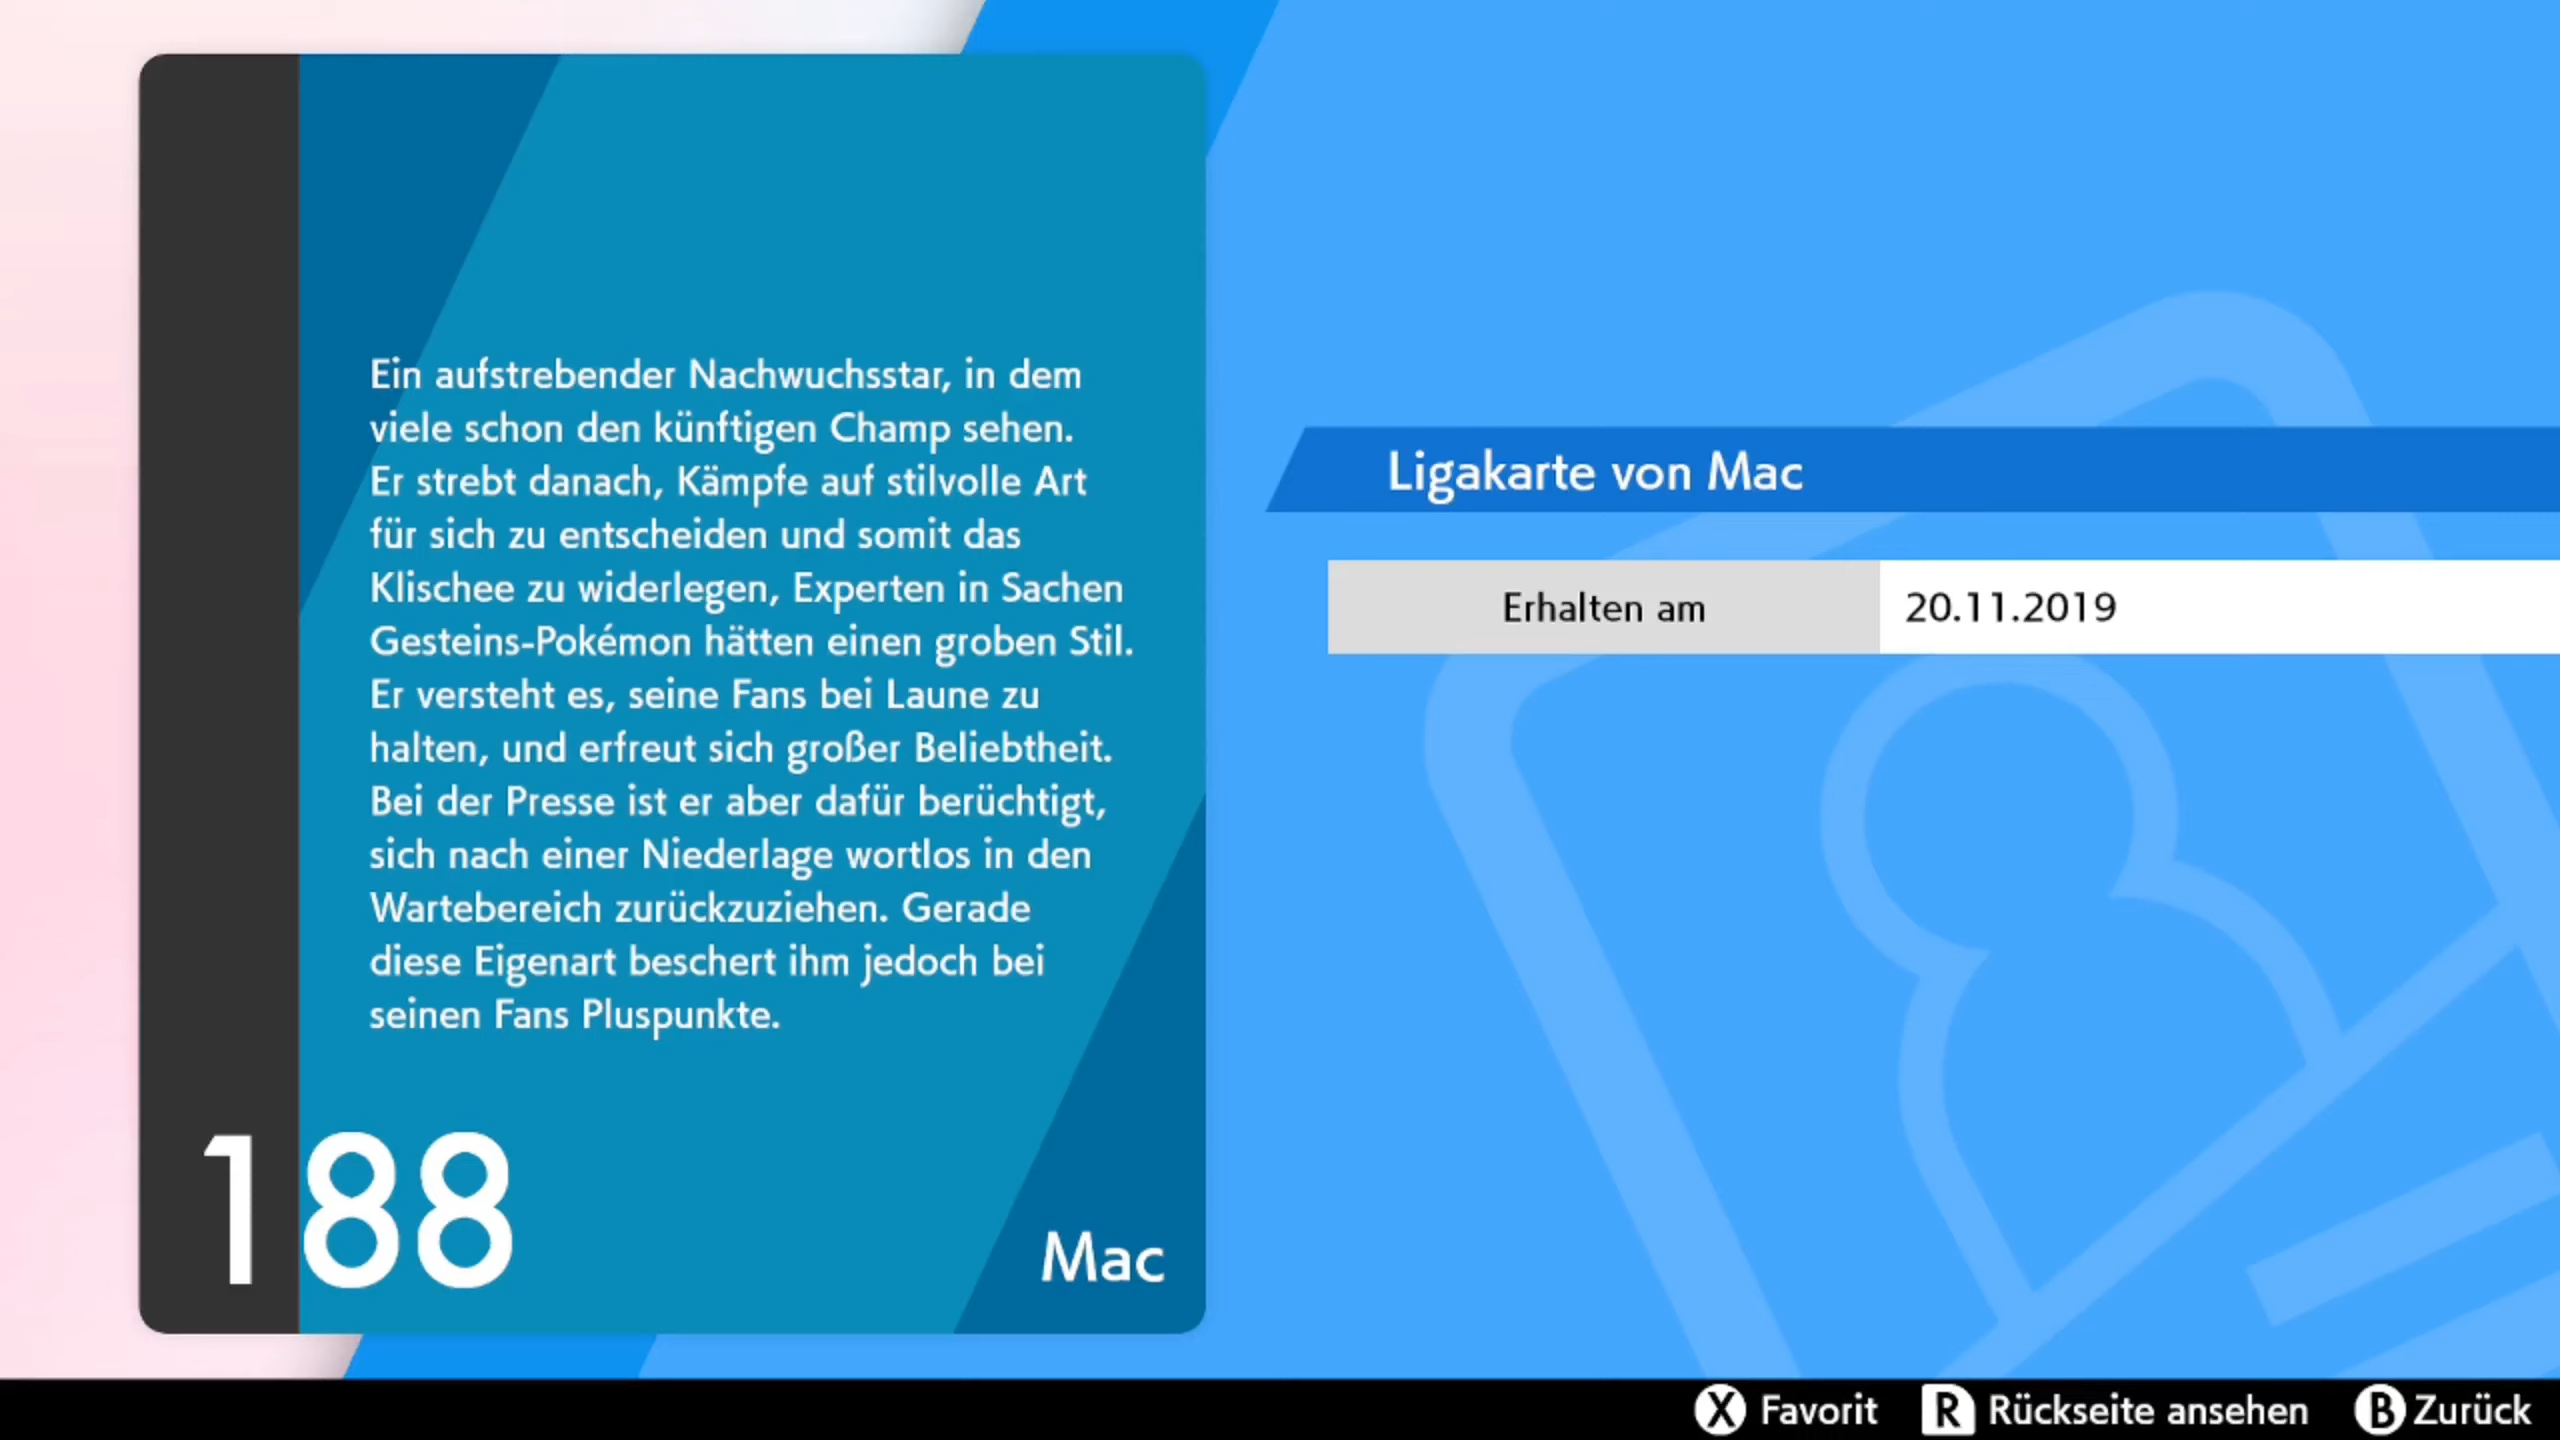 Ein aufstrebender Nachwuchsstar, in dem
viele schon den künftigen Champ sehen.
Er strebt danach, Kämpfe auf stilvolle Art
für sich zu entscheiden und somit das
Klischee zu widerlegen, Experten in Sachen
Gesteins-Pokémon hätten einen groben Stil.
Er versteht es, seine Fans bei Laune zu
halten, und erfreut sich großer Beliebtheit.
Bei der Presse ist er aber dafür berüchtigt,
sich nach einer Niederlage wortlos in den
Wartebereich zurückzuziehen. Gerade
diese Eigenart beschert ihm jedoch bei
seinen Fans Pluspunkte.
188
Mac
Ligakarte von Mac
Erhalten am 20.11.2019
X Favorit R Rückseite ansehen B Zurück